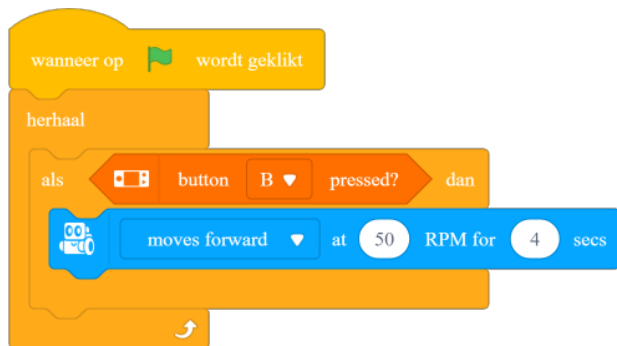 wanneer op wordt geklikt
herhaal
als button B pressed? dan
moves forward at 50 RPM for 4 secs